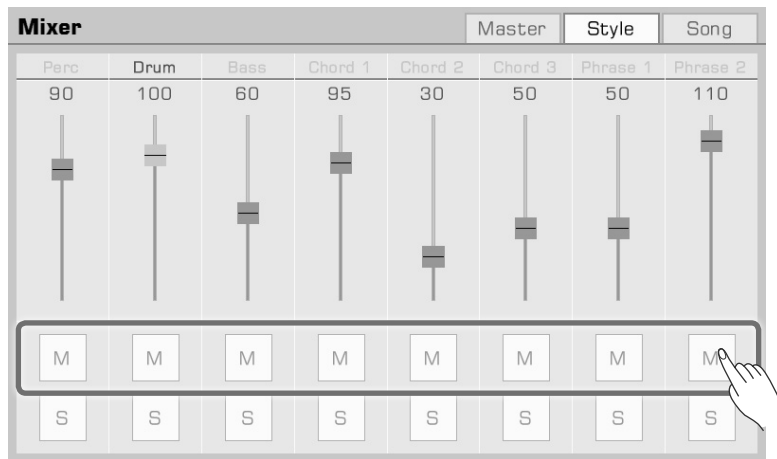 Mixer Master Style Song
Perc Drum Bass Chord 1 Chord 2 Chord 3 Phrase 1 Phrase 2
90 100 60 95 30 50 50 110
M M M M M M M M
S S S S S S S S